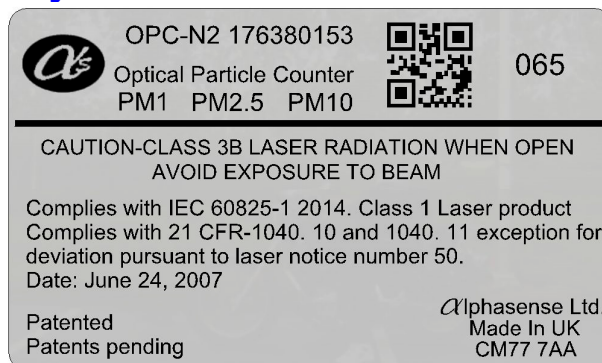 αs
OPC-N2 176380153
Optical Particle Counter
PM1 PM2.5 PM10
065
CAUTION-CLASS 3B LASER RADIATION WHEN OPEN
AVOID EXPOSURE TO BEAM
Complies with IEC 60825-1 2014. Class 1 Laser product
Complies with 21 CFR-1040. 10 and 1040. 11 exception for
deviation pursuant to laser notice number 50.
Date: June 24, 2007
Patented
Patents pending
αlphasense Ltd.
Made In UK
CM77 7AA